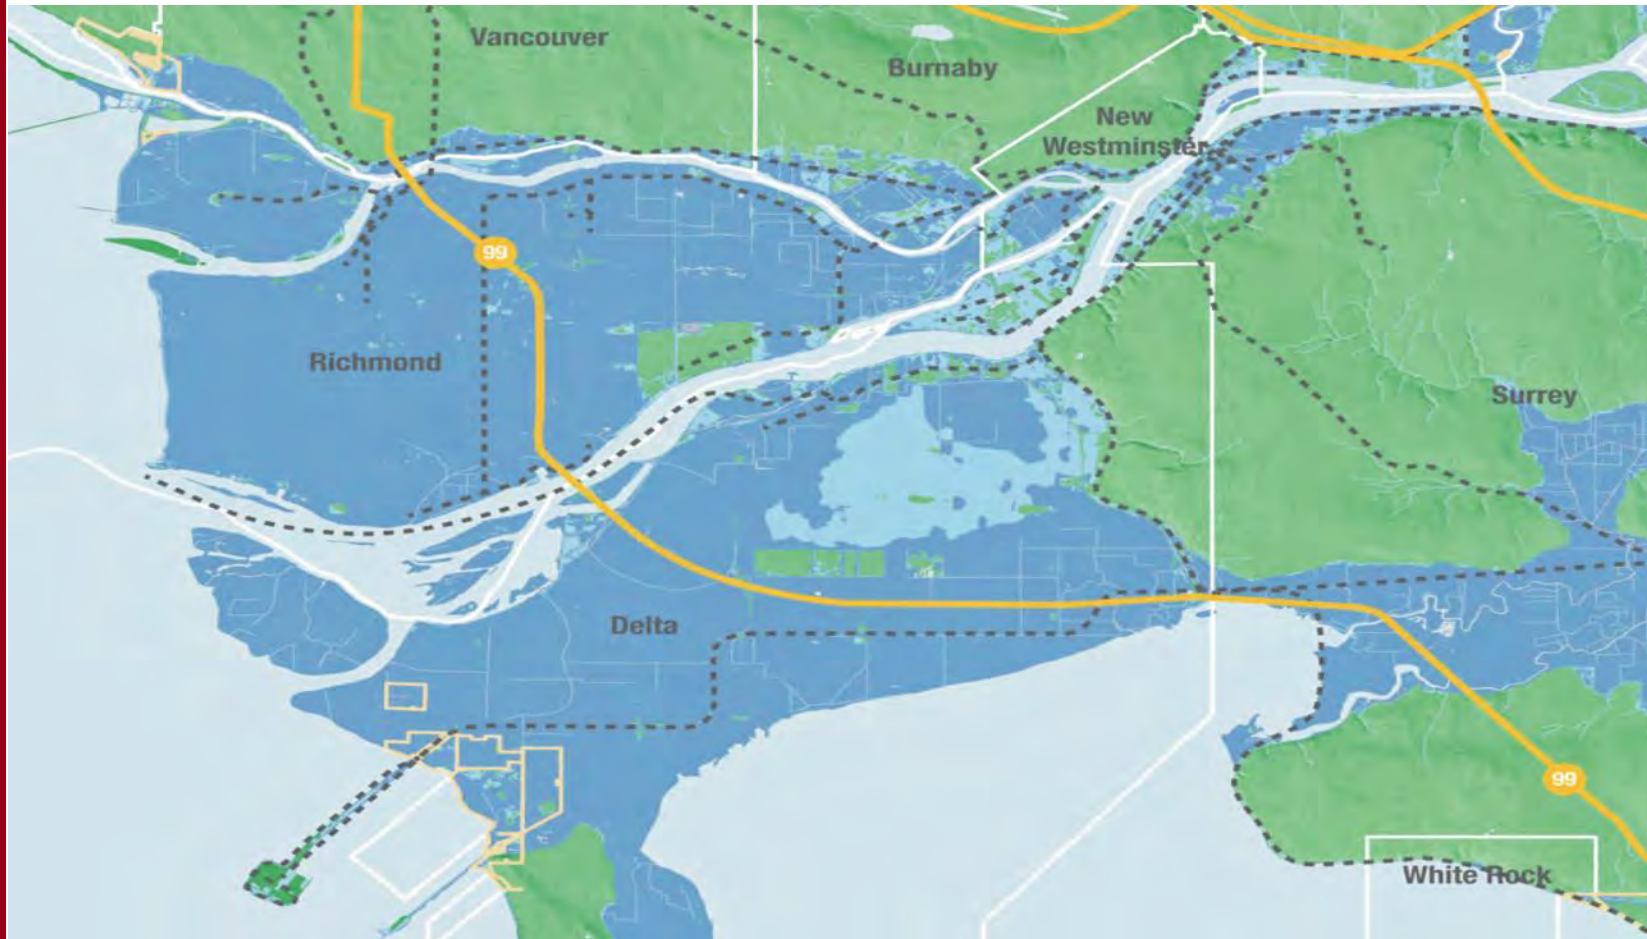 Vancouver
Burnaby
New
Westminster
99
Richmond
Surrey
Delta
99
White Rock